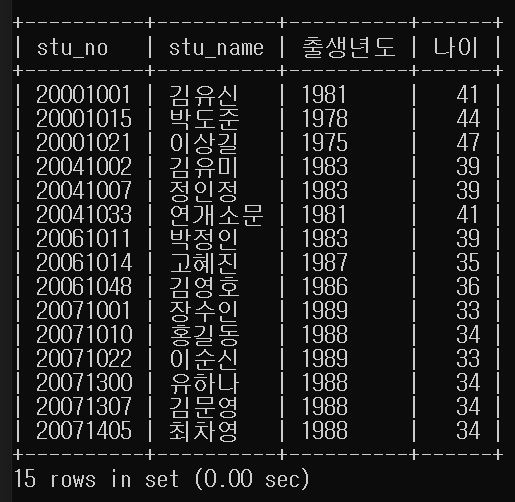 +----------+-----------+----------+------+
| stu_no   | stu_name | 출생년도 | 나이 |
+----------+-----------+----------+------+
| 20001001 | 김유신   | 1981     |   41 |
| 20001015 | 박도준   | 1978     |   44 |
| 20001021 | 이상길   | 1975     |   47 |
| 20041002 | 김유미   | 1983     |   39 |
| 20041007 | 정인정   | 1983     |   39 |
| 20041033 | 연개소문 | 1981     |   41 |
| 20061011 | 박정인   | 1983     |   39 |
| 20061014 | 고혜진   | 1987     |   35 |
| 20061048 | 김영호   | 1986     |   36 |
| 20071001 | 장수인   | 1989     |   33 |
| 20071010 | 홍길동   | 1988     |   34 |
| 20071022 | 이순신   | 1989     |   33 |
| 20071300 | 유하나   | 1988     |   34 |
| 20071307 | 김문영   | 1988     |   34 |
| 20071405 | 최차영   | 1988     |   34 |
+----------+-----------+----------+------+
15 rows in set (0.00 sec)